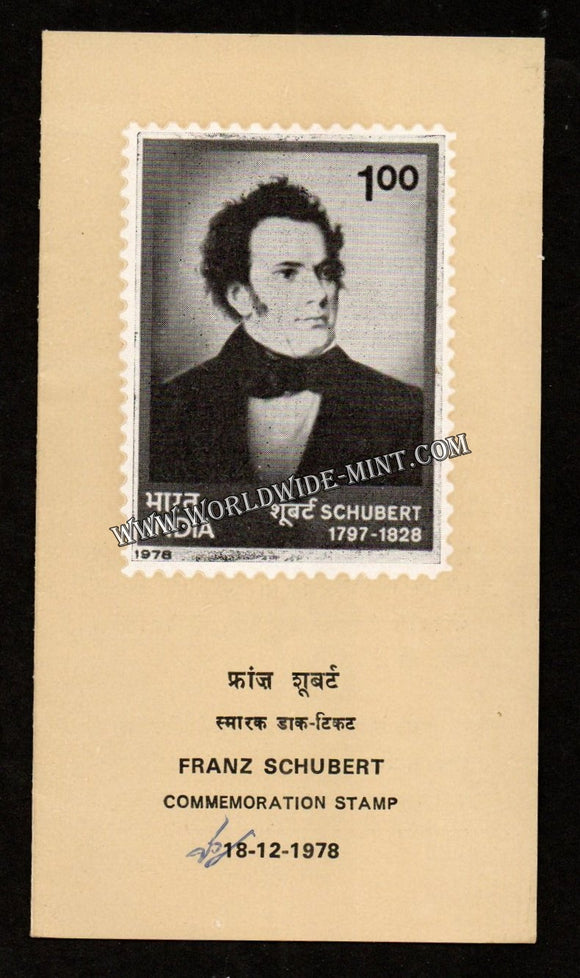 1.00
भारत
INDIA
शूबर्ट SCHUBERT
1797-1828
1978
WWW.WORLDWIDE-MINT.COM
फ्रांज़ शूबर्ट
स्मारक डाक-टिकट
FRANZ SCHUBERT
COMMEMORATION STAMP
18-12-1978